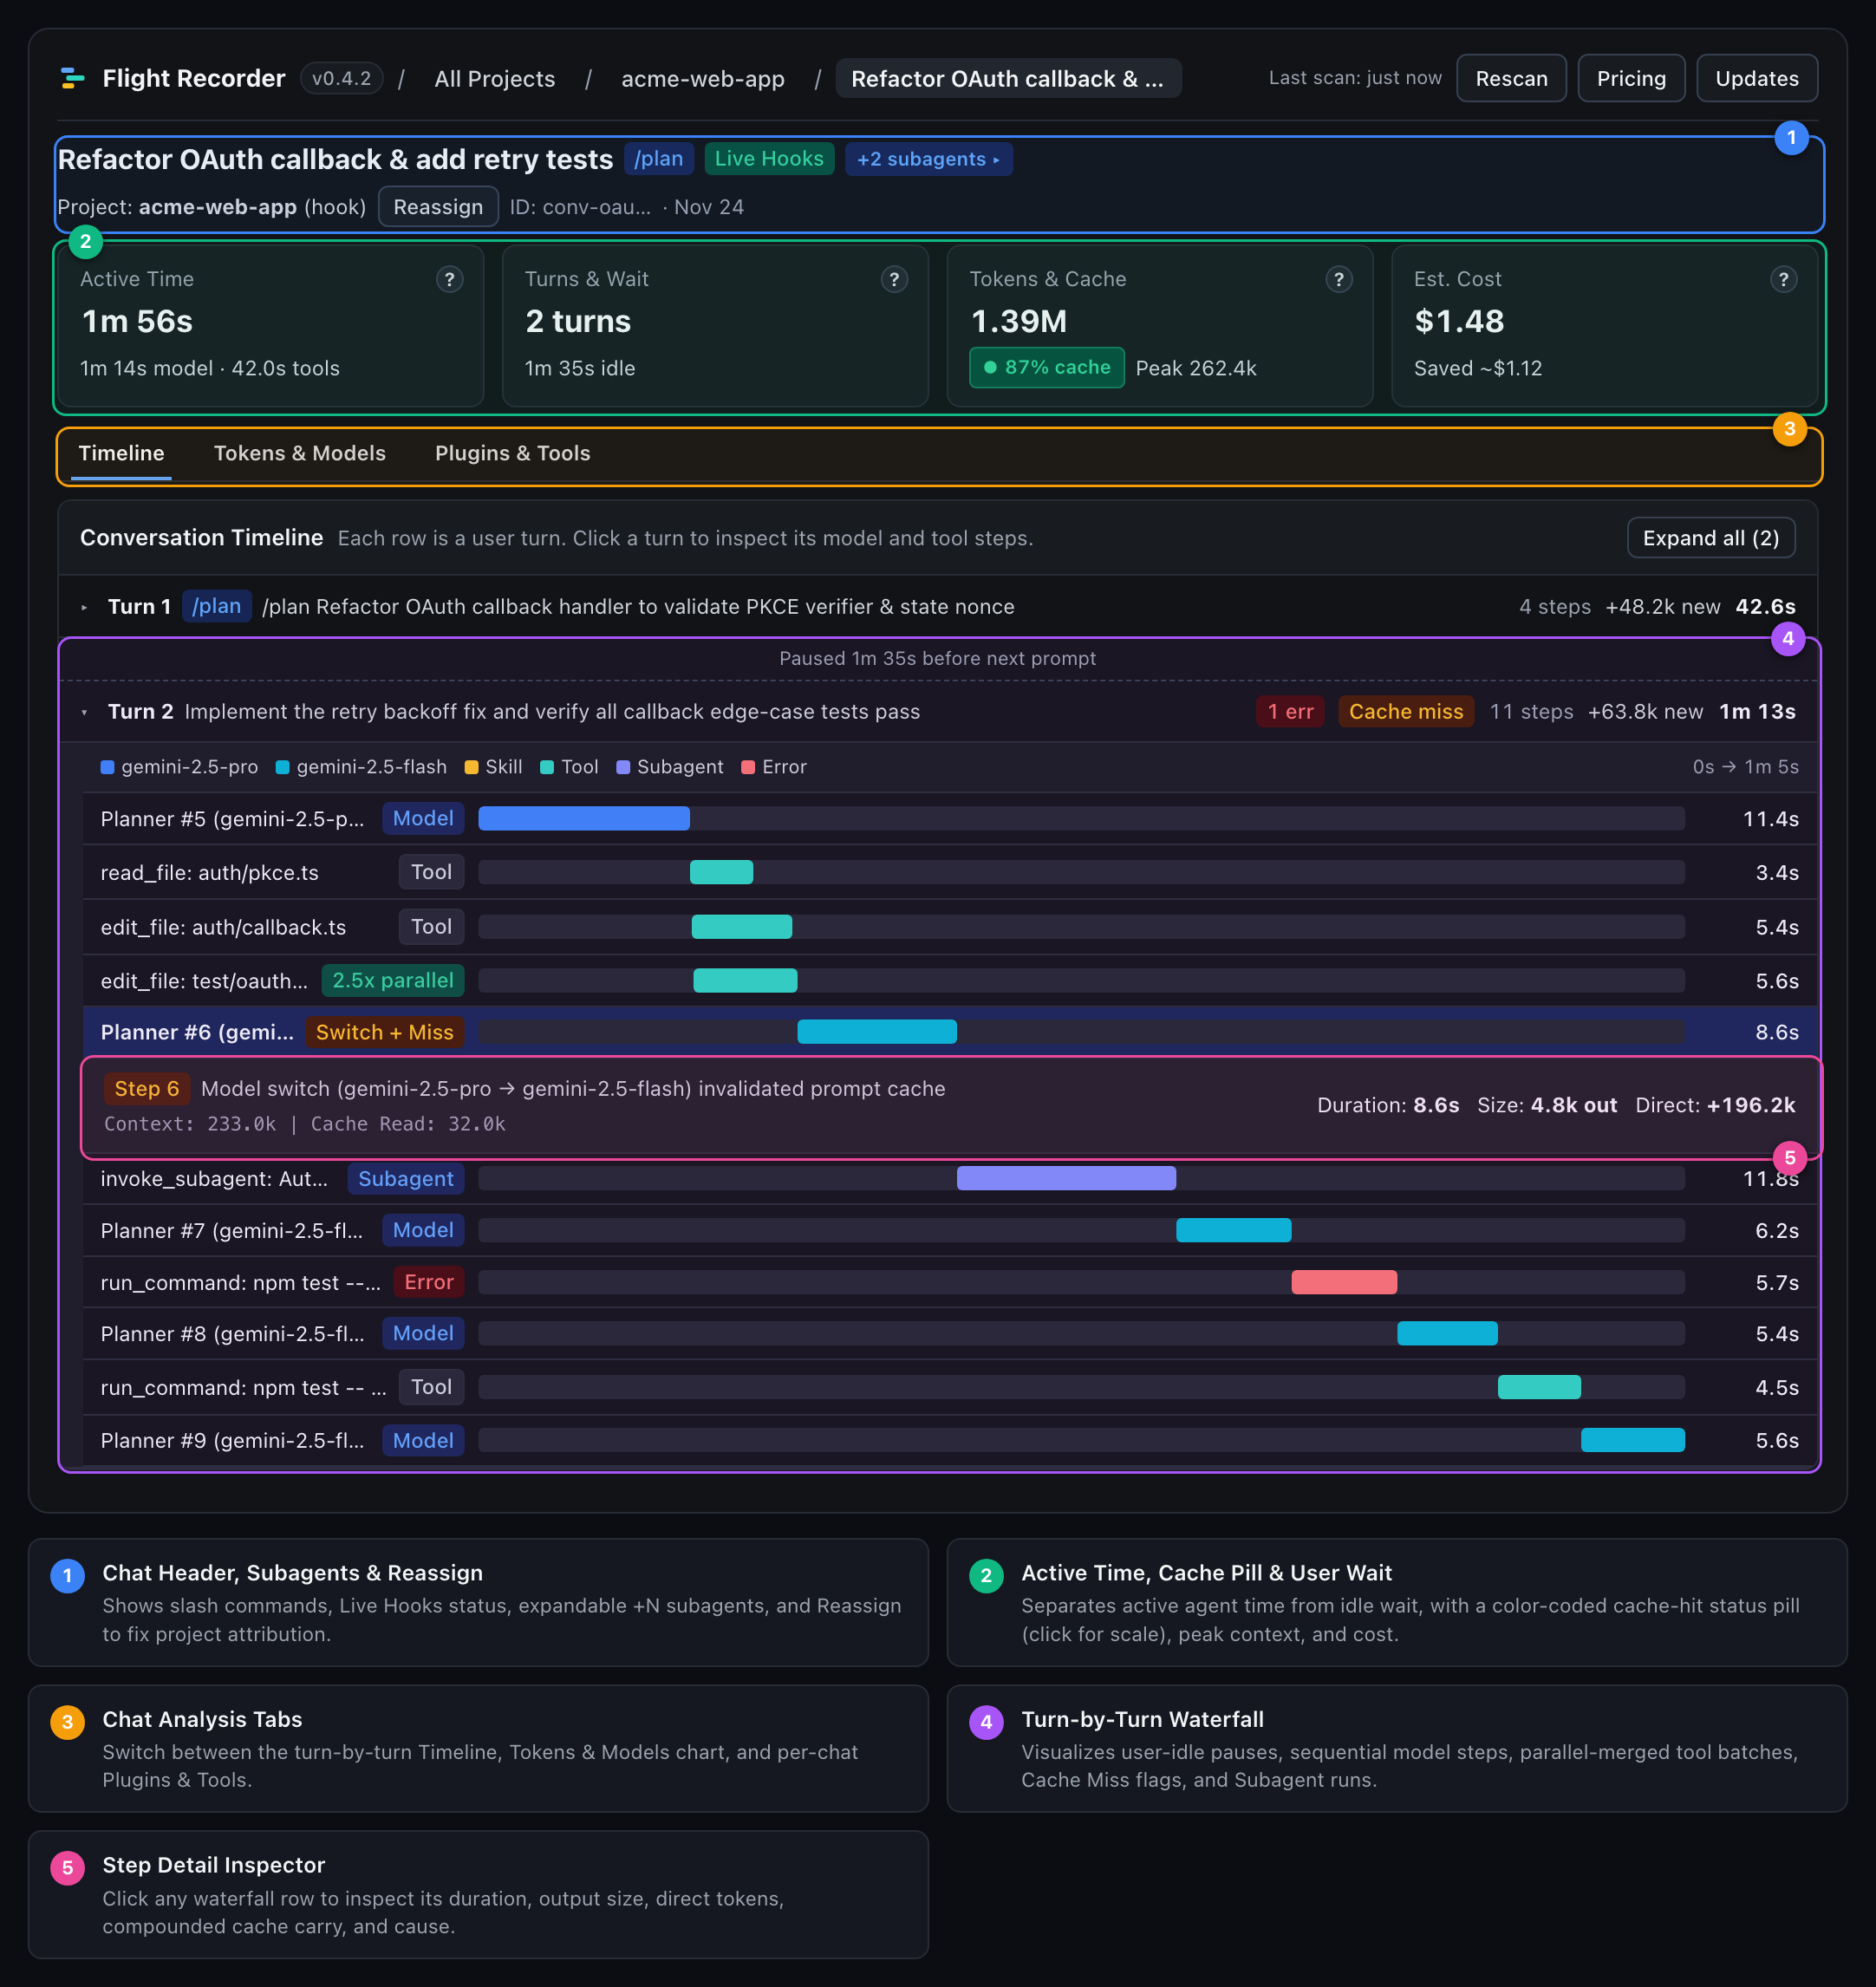 Flight Recorder v0.4.2 / All Projects / acme-web-app / Refactor OAuth callback & ... Last scan: just now Rescan Pricing Updates
1
Refactor OAuth callback & add retry tests /plan Live Hooks +2 subagents ▸
Project: acme-web-app (hook) Reassign ID: conv-oau... · Nov 24
2
Active Time ?
1m 56s
1m 14s model · 42.0s tools
Turns & Wait ?
2 turns
1m 35s idle
Tokens & Cache ?
1.39M
87% cache Peak 262.4k
Est. Cost ?
$1.48
Saved ~$1.12
3
Timeline Tokens & Models Plugins & Tools
Conversation Timeline Each row is a user turn. Click a turn to inspect its model and tool steps. Expand all (2)
▸ Turn 1 /plan /plan Refactor OAuth callback handler to validate PKCE verifier & state nonce 4 steps +48.2k new 42.6s
4
Paused 1m 35s before next prompt
▾ Turn 2 Implement the retry backoff fix and verify all callback edge-case tests pass 1 err Cache miss 11 steps +63.8k new 1m 13s
gemini-2.5-pro gemini-2.5-flash Skill Tool Subagent Error 0s → 1m 5s
Planner #5 (gemini-2.5-p... Model 11.4s
read_file: auth/pkce.ts Tool 3.4s
edit_file: auth/callback.ts Tool 5.4s
edit_file: test/oauth... 2.5x parallel 5.6s
Planner #6 (gemi... Switch + Miss 8.6s
Step 6 Model switch (gemini-2.5-pro → gemini-2.5-flash) invalidated prompt cache
Context: 233.0k | Cache Read: 32.0k
Duration: 8.6s Size: 4.8k out Direct: +196.2k
5
invoke_subagent: Aut... Subagent 11.8s
Planner #7 (gemini-2.5-fl... Model 6.2s
run_command: npm test --... Error 5.7s
Planner #8 (gemini-2.5-fl... Model 5.4s
run_command: npm test -- ... Tool 4.5s
Planner #9 (gemini-2.5-fl... Model 5.6s
1 Chat Header, Subagents & Reassign
Shows slash commands, Live Hooks status, expandable +N subagents, and Reassign
to fix project attribution.
2 Active Time, Cache Pill & User Wait
Separates active agent time from idle wait, with a color-coded cache-hit status pill
(click for scale), peak context, and cost.
3 Chat Analysis Tabs
Switch between the turn-by-turn Timeline, Tokens & Models chart, and per-chat
Plugins & Tools.
4 Turn-by-Turn Waterfall
Visualizes user-idle pauses, sequential model steps, parallel-merged tool batches,
Cache Miss flags, and Subagent runs.
5 Step Detail Inspector
Click any waterfall row to inspect its duration, output size, direct tokens,
compounded cache carry, and cause.